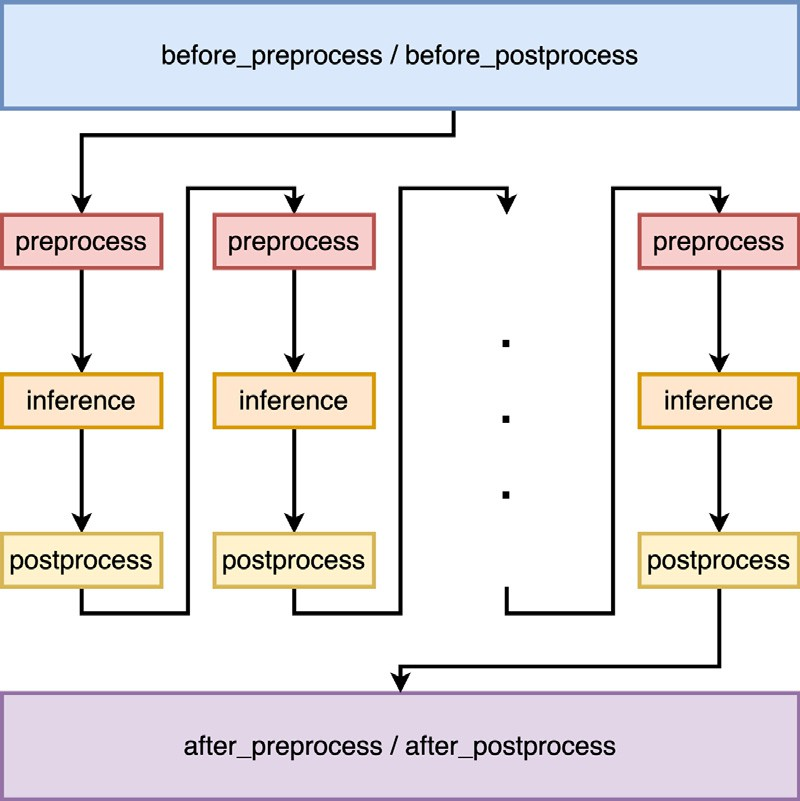 before_preprocess / before_postprocess
preprocess
preprocess
preprocess
inference
inference
inference
postprocess
postprocess
postprocess
after_preprocess / after_postprocess